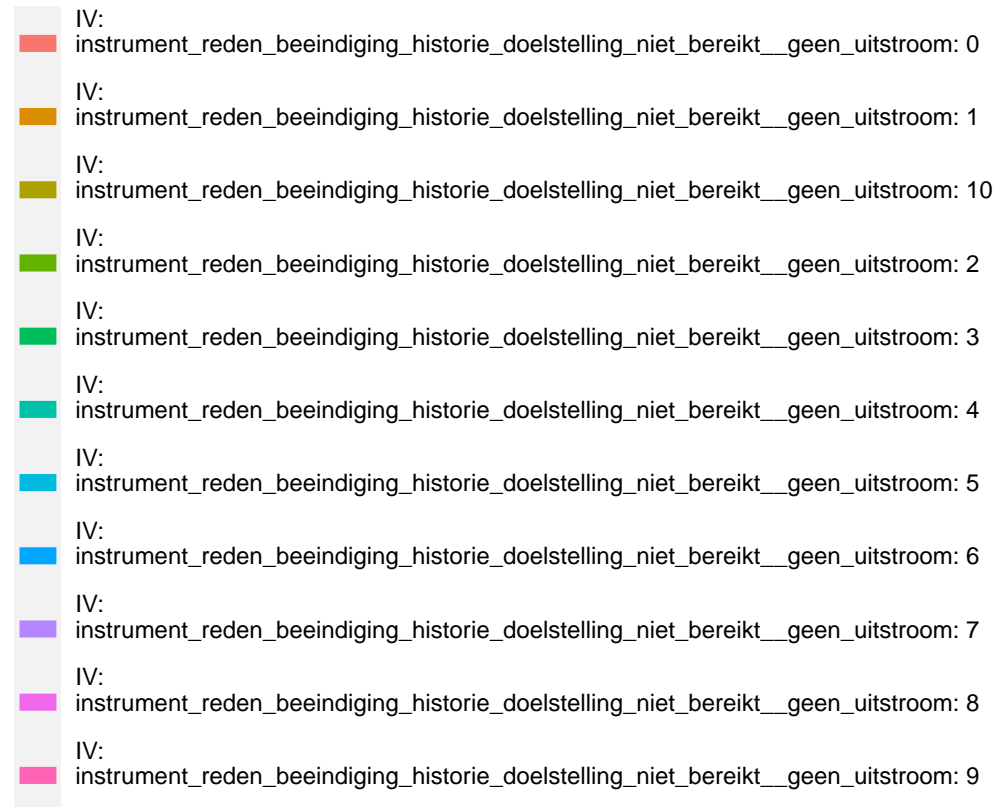 IV:
instrument_reden_beeindiging_historie_doelstelling_niet_bereikt__geen_uitstroom: 0
IV:
instrument_reden_beeindiging_historie_doelstelling_niet_bereikt__geen_uitstroom: 1
IV:
instrument_reden_beeindiging_historie_doelstelling_niet_bereikt__geen_uitstroom: 10
IV:
instrument_reden_beeindiging_historie_doelstelling_niet_bereikt__geen_uitstroom: 2
IV:
instrument_reden_beeindiging_historie_doelstelling_niet_bereikt__geen_uitstroom: 3
IV:
instrument_reden_beeindiging_historie_doelstelling_niet_bereikt__geen_uitstroom: 4
IV:
instrument_reden_beeindiging_historie_doelstelling_niet_bereikt__geen_uitstroom: 5
IV:
instrument_reden_beeindiging_historie_doelstelling_niet_bereikt__geen_uitstroom: 6
IV:
instrument_reden_beeindiging_historie_doelstelling_niet_bereikt__geen_uitstroom: 7
IV:
instrument_reden_beeindiging_historie_doelstelling_niet_bereikt__geen_uitstroom: 8
IV:
instrument_reden_beeindiging_historie_doelstelling_niet_bereikt__geen_uitstroom: 9